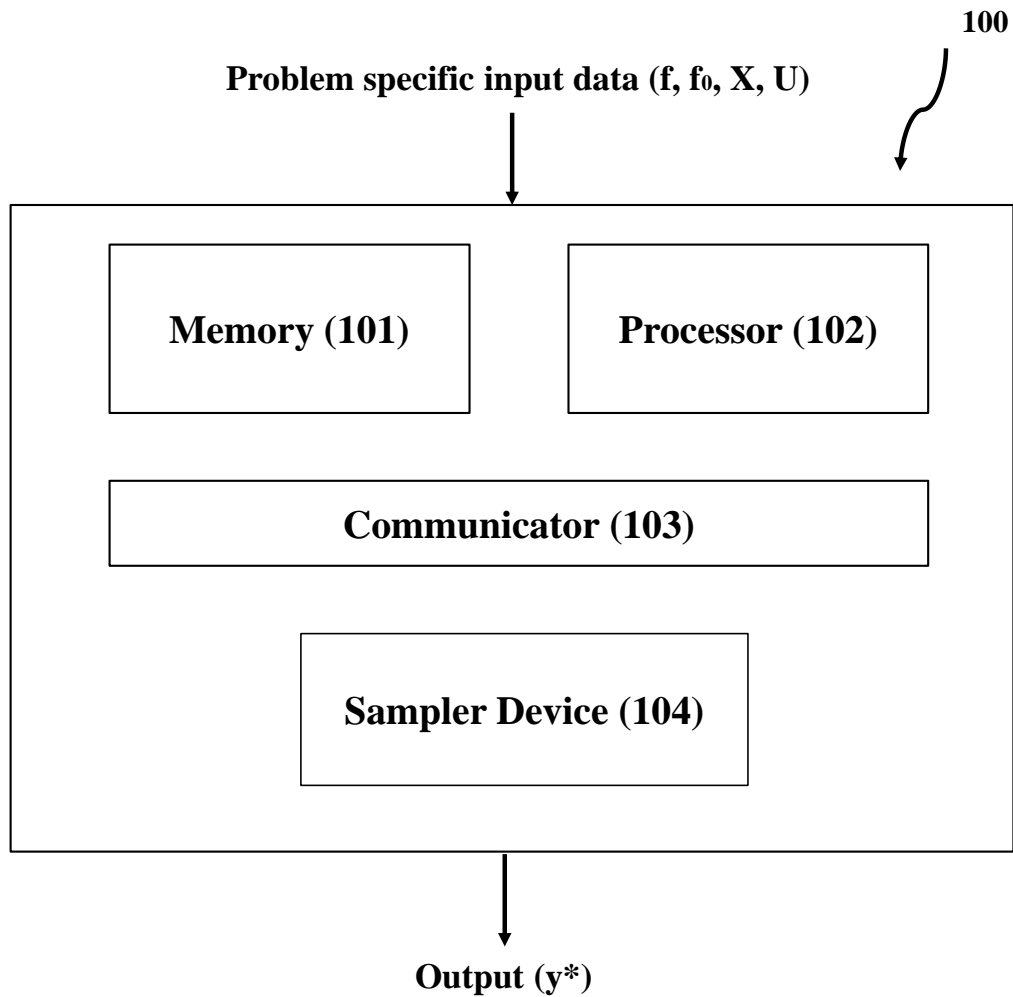 100
Problem specific input data (f, f₀, X, U)
Memory (101)
Processor (102)
Communicator (103)
Sampler Device (104)
Output (y*)